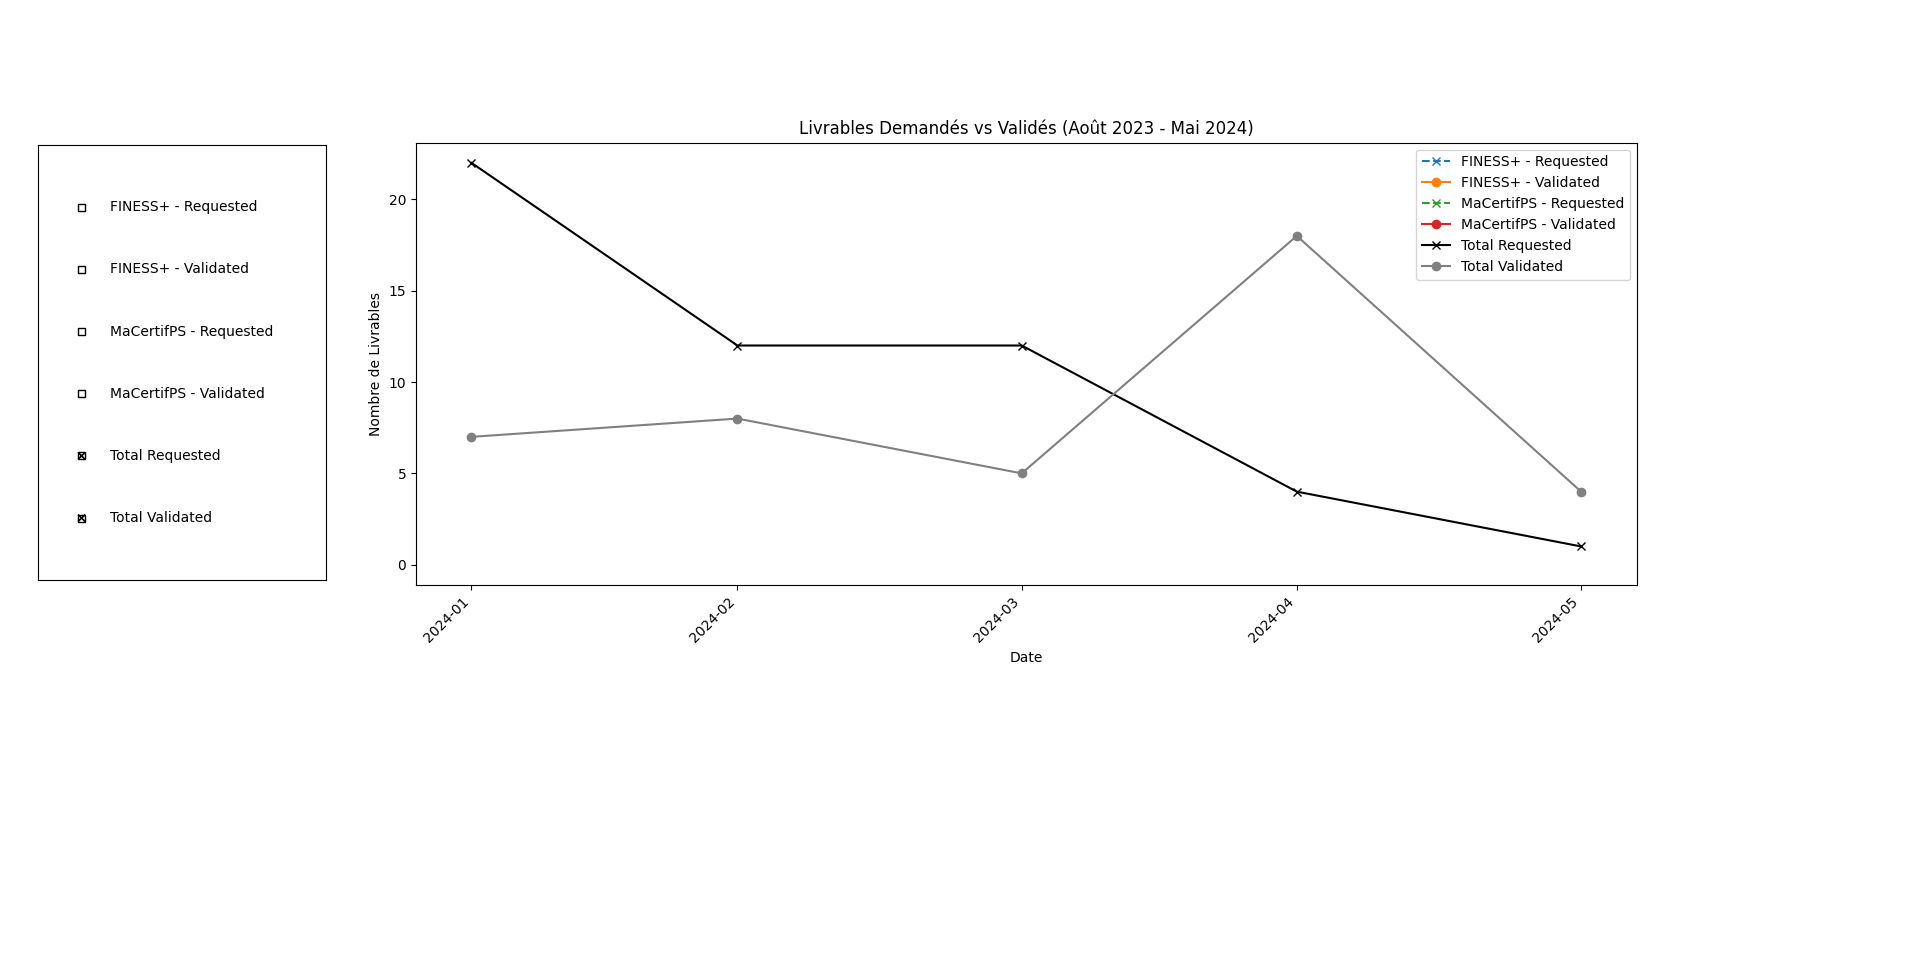 Livrables Demandés vs Validés (Août 2023 - Mai 2024)
FINESS+ - Requested
FINESS+ - Validated
MaCertifPS - Requested
MaCertifPS - Validated
Total Requested
Total Validated
Nombre de Livrables
20
15
10
5
0
FINESS+ - Requested
FINESS+ - Validated
MaCertifPS - Requested
MaCertifPS - Validated
Total Requested
Total Validated
2024-01
2024-02
2024-03
2024-04
2024-05
Date